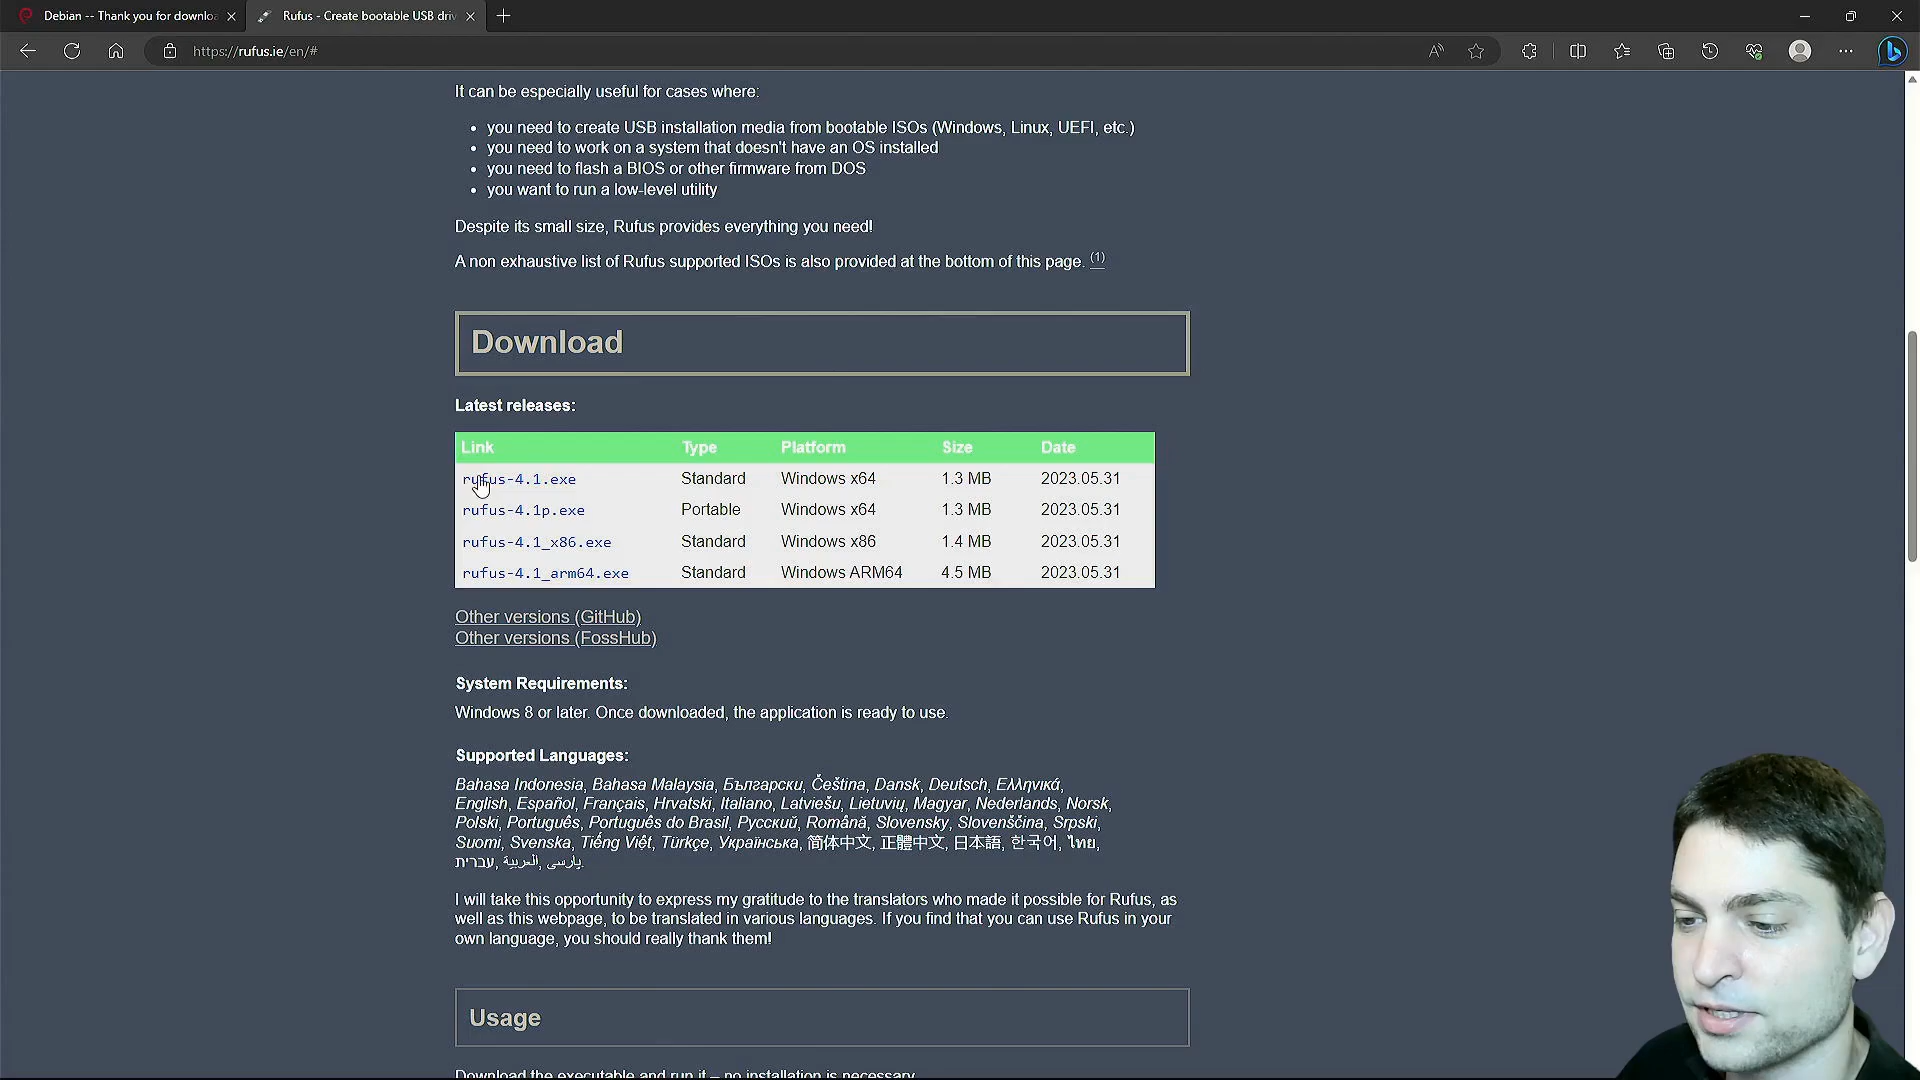 Debian -- Thank you for downlo
Rufus - Create bootable USB driv
https://rufus.ie/en/#
It can be especially useful for cases where:
• you need to create USB installation media from bootable ISOs (Windows, Linux, UEFI, etc.)
• you need to work on a system that doesn't have an OS installed
• you need to flash a BIOS or other firmware from DOS
• you want to run a low-level utility
Despite its small size, Rufus provides everything you need!
A non exhaustive list of Rufus supported ISOs is also provided at the bottom of this page. (1)
Download
Latest releases:
Link Type Platform Size Date
rufus-4.1.exe Standard Windows x64 1.3 MB 2023.05.31
rufus-4.1p.exe Portable Windows x64 1.3 MB 2023.05.31
rufus-4.1_x86.exe Standard Windows x86 1.4 MB 2023.05.31
rufus-4.1_arm64.exe Standard Windows ARM64 4.5 MB 2023.05.31
Other versions (GitHub)
Other versions (FossHub)
System Requirements:
Windows 8 or later. Once downloaded, the application is ready to use.
Supported Languages:
Bahasa Indonesia, Bahasa Malaysia, Български, Čeština, Dansk, Deutsch, Ελληνικά,
English, Español, Français, Hrvatski, Italiano, Latviešu, Lietuvių, Magyar, Nederlands, Norsk,
Polski, Português, Português do Brasil, Русский, Română, Slovensky, Slovenščina, Srpski,
Suomi, Svenska, Tiếng Việt, Türkçe, Українська, 简体中文, 正體中文, 日本語, 한국어, ไทย,
עברית, العربية, پارسی.
I will take this opportunity to express my gratitude to the translators who made it possible for Rufus, as
well as this webpage, to be translated in various languages. If you find that you can use Rufus in your
own language, you should really thank them!
Usage
Download the executable and run it – no installation is necessary.